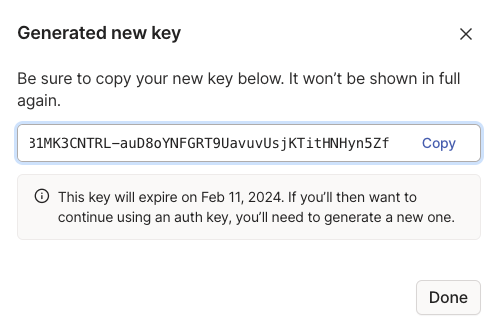 Generated new key
Be sure to copy your new key below. It won't be shown in full
again.
31MK3CNTRL-auD8oYNFGRT9UavuvUsjKTitHNHyn5Zf
Copy
This key will expire on Feb 11, 2024. If you'll then want to
continue using an auth key, you'll need to generate a new one.
Done